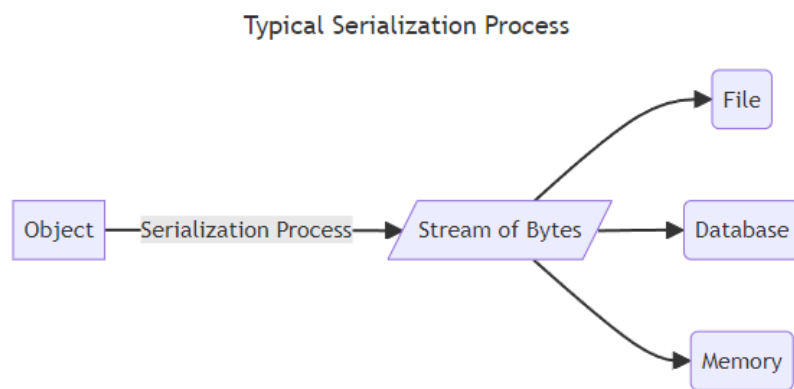 Typical Serialization Process
File
Object
Serialization Process
Stream of Bytes
Database
Memory